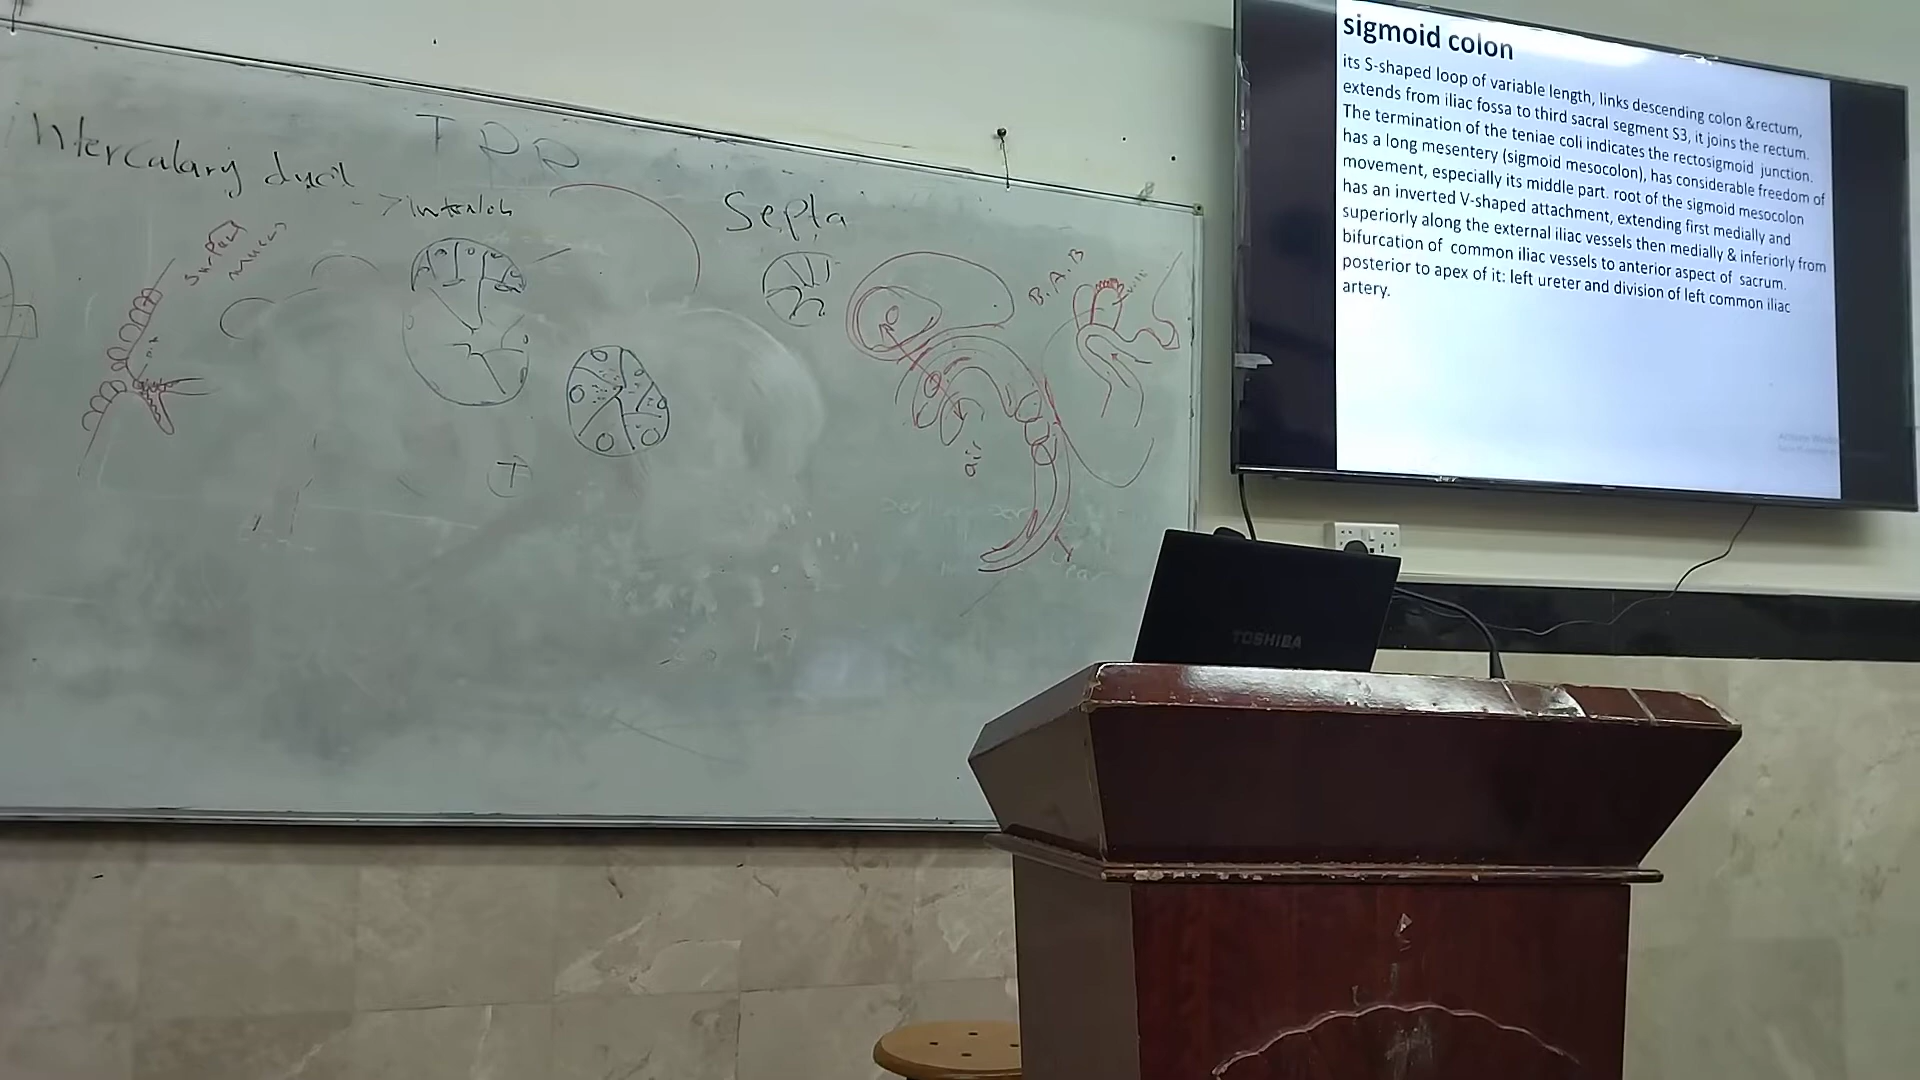 sigmoid colon
its S-shaped loop of variable length, links descending colon &rectum,
extends from iliac fossa to third sacral segment S3, it joins the rectum.
The termination of the teniae coli indicates the rectosigmoid junction.
has a long mesentery (sigmoid mesocolon), has considerable freedom of
movement, especially its middle part. root of the sigmoid mesocolon
has an inverted V-shaped attachment, extending first medially and
superiorly along the external iliac vessels then medially & inferiorly from
bifurcation of common iliac vessels to anterior aspect of sacrum.
posterior to apex of it: left ureter and division of left common iliac
artery.
Intercalary duct
Septa
B.A.B
air
T
TOSHIBA